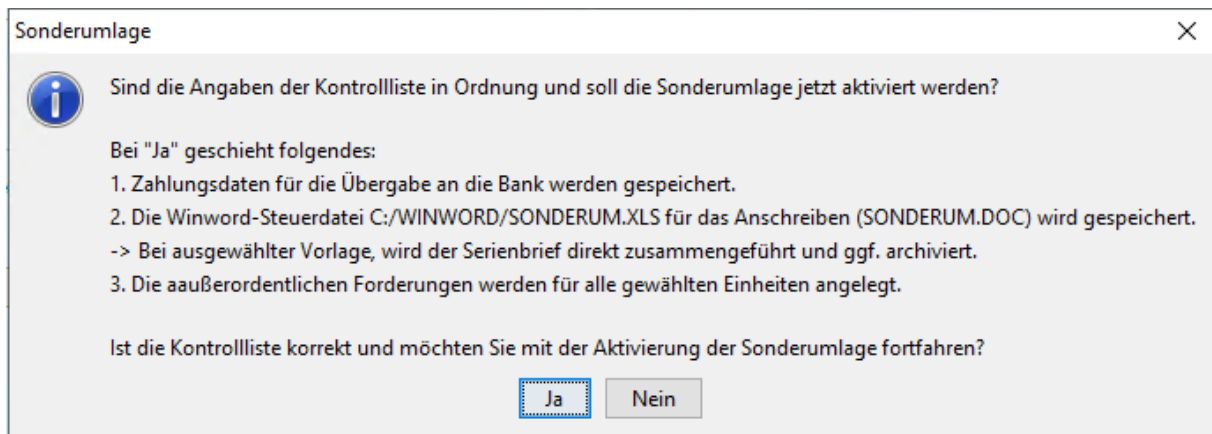 Sonderumlage
Sind die Angaben der Kontrollliste in Ordnung und soll die Sonderumlage jetzt aktiviert werden?
Bei "Ja" geschieht folgendes:
1. Zahlungsdaten für die Übergabe an die Bank werden gespeichert.
2. Die Winword-Steuerdatei C:/WINWORD/SONDERUM.XLS für das Anschreiben (SONDERUM.DOC) wird gespeichert.
-> Bei ausgewählter Vorlage, wird der Serienbrief direkt zusammengeführt und ggf. archiviert.
3. Die aaußerordentlichen Forderungen werden für alle gewählten Einheiten angelegt.
Ist die Kontrollliste korrekt und möchten Sie mit der Aktivierung der Sonderumlage fortfahren?
Ja
Nein